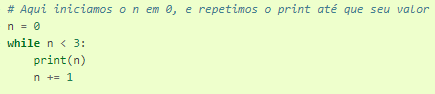 # Aqui iniciamos o n em 0, e repetimos o print até que seu valor
n = 0
while n < 3:
    print(n)
    n += 1